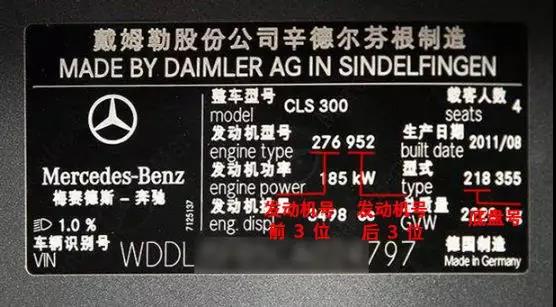 戴姆勒股份公司辛德尔芬根制造
MADE BY DAIMLER AG IN SINDELFINGEN
整车型号
model
CLS 300
载客人数
seats
4
发动机型号
engine type
276 952
生产日期
built date
2011/08
Mercedes-Benz
梅赛德斯-奔驰
发动机功率
engine power
185 kW
型式
type
218 355
发动机号
前 3 位
发动机号
后 3 位
底盘号
eng. displ
GVW
1.0 %
7125137
车辆识别号
VIN
WDDL
797
德国制造
Made in Germany